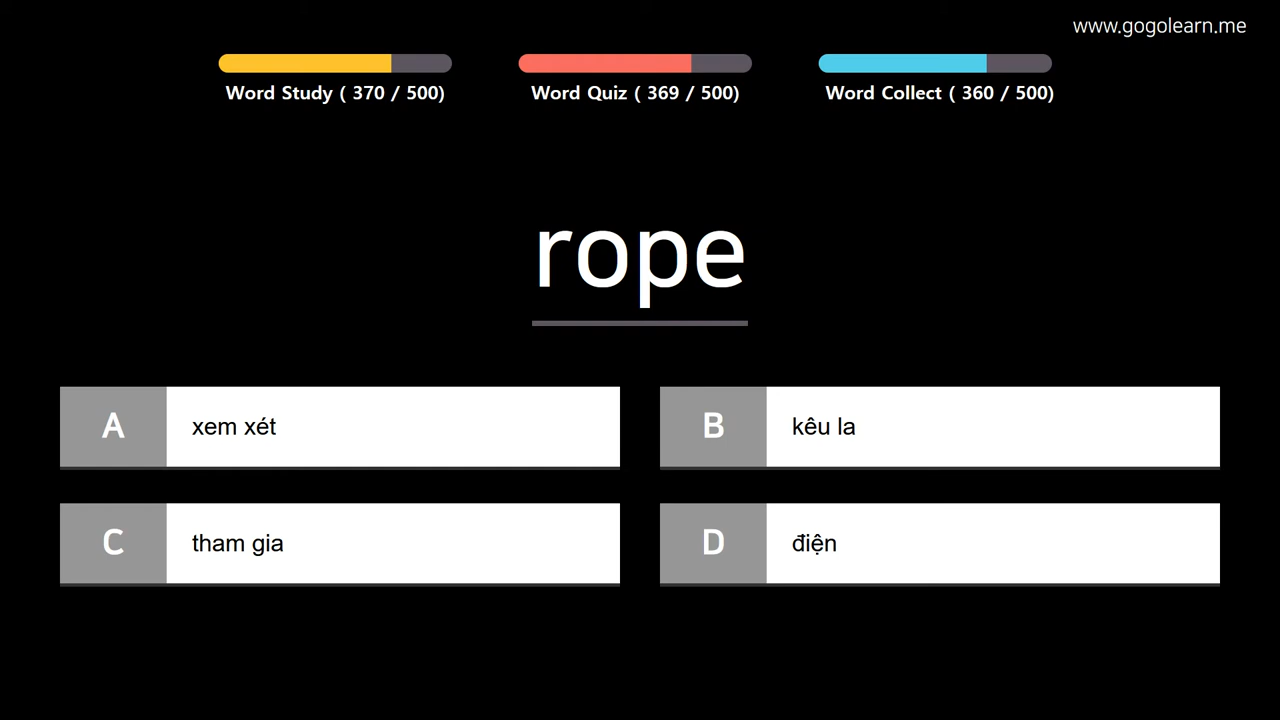 www.gogolearn.me
Word Study ( 370 / 500)
Word Quiz ( 369 / 500)
Word Collect ( 360 / 500)
rope
A xem xét
B kêu la
C tham gia
D điện